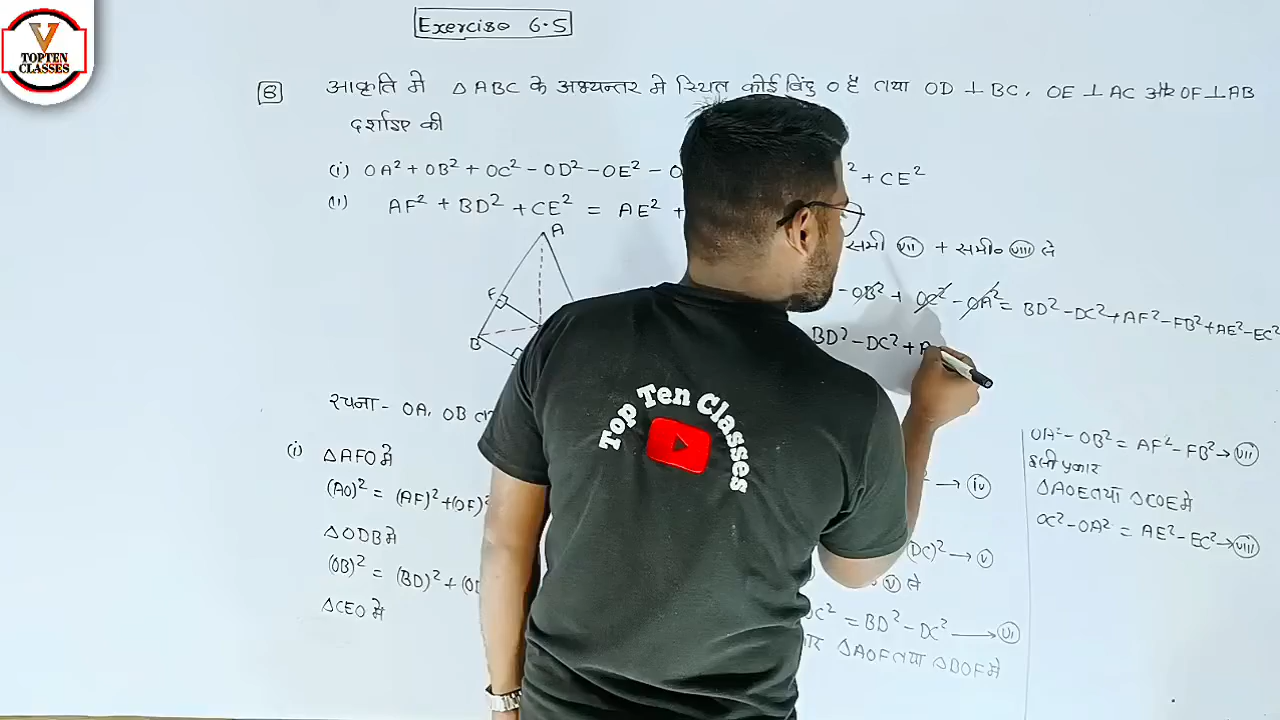 V
TOPTEN
CLASSES
Exercise 6.5
8 आकृति में △ABC के अभ्यन्तर मे स्थित कोई बिंदु O है तथा OD ⊥ BC, OE ⊥ AC और OF ⊥ AB
दर्शाइए की
(i) OA² + OB² + OC² - OD² - OE² - O ² + CE²
(ii) AF² + BD² + CE² = AE² +
A
F
B
समी (vii) + समी० (viii) से
- OB² + OC² - OA² = BD² - DC² + AF² - FB² + AE² - EC²
BD² - DC² +
Top Ten Classes
रचना - OA, OB
(i) △AFO मे
(AO)² = (AF)² + (OF)²
△ODB मे
(OB)² = (BD)² + (OD
△CEO मे
² → (iv)
(DC)² → (v)
(v) से
OC² = BD² - DC² → (vi)
△AOF तथा △BOF मे
OA² - OB² = AF² - FB² → (vii)
इसी प्रकार
△AOE तथा △COE मे
OC² - OA² = AE² - EC² → (viii)